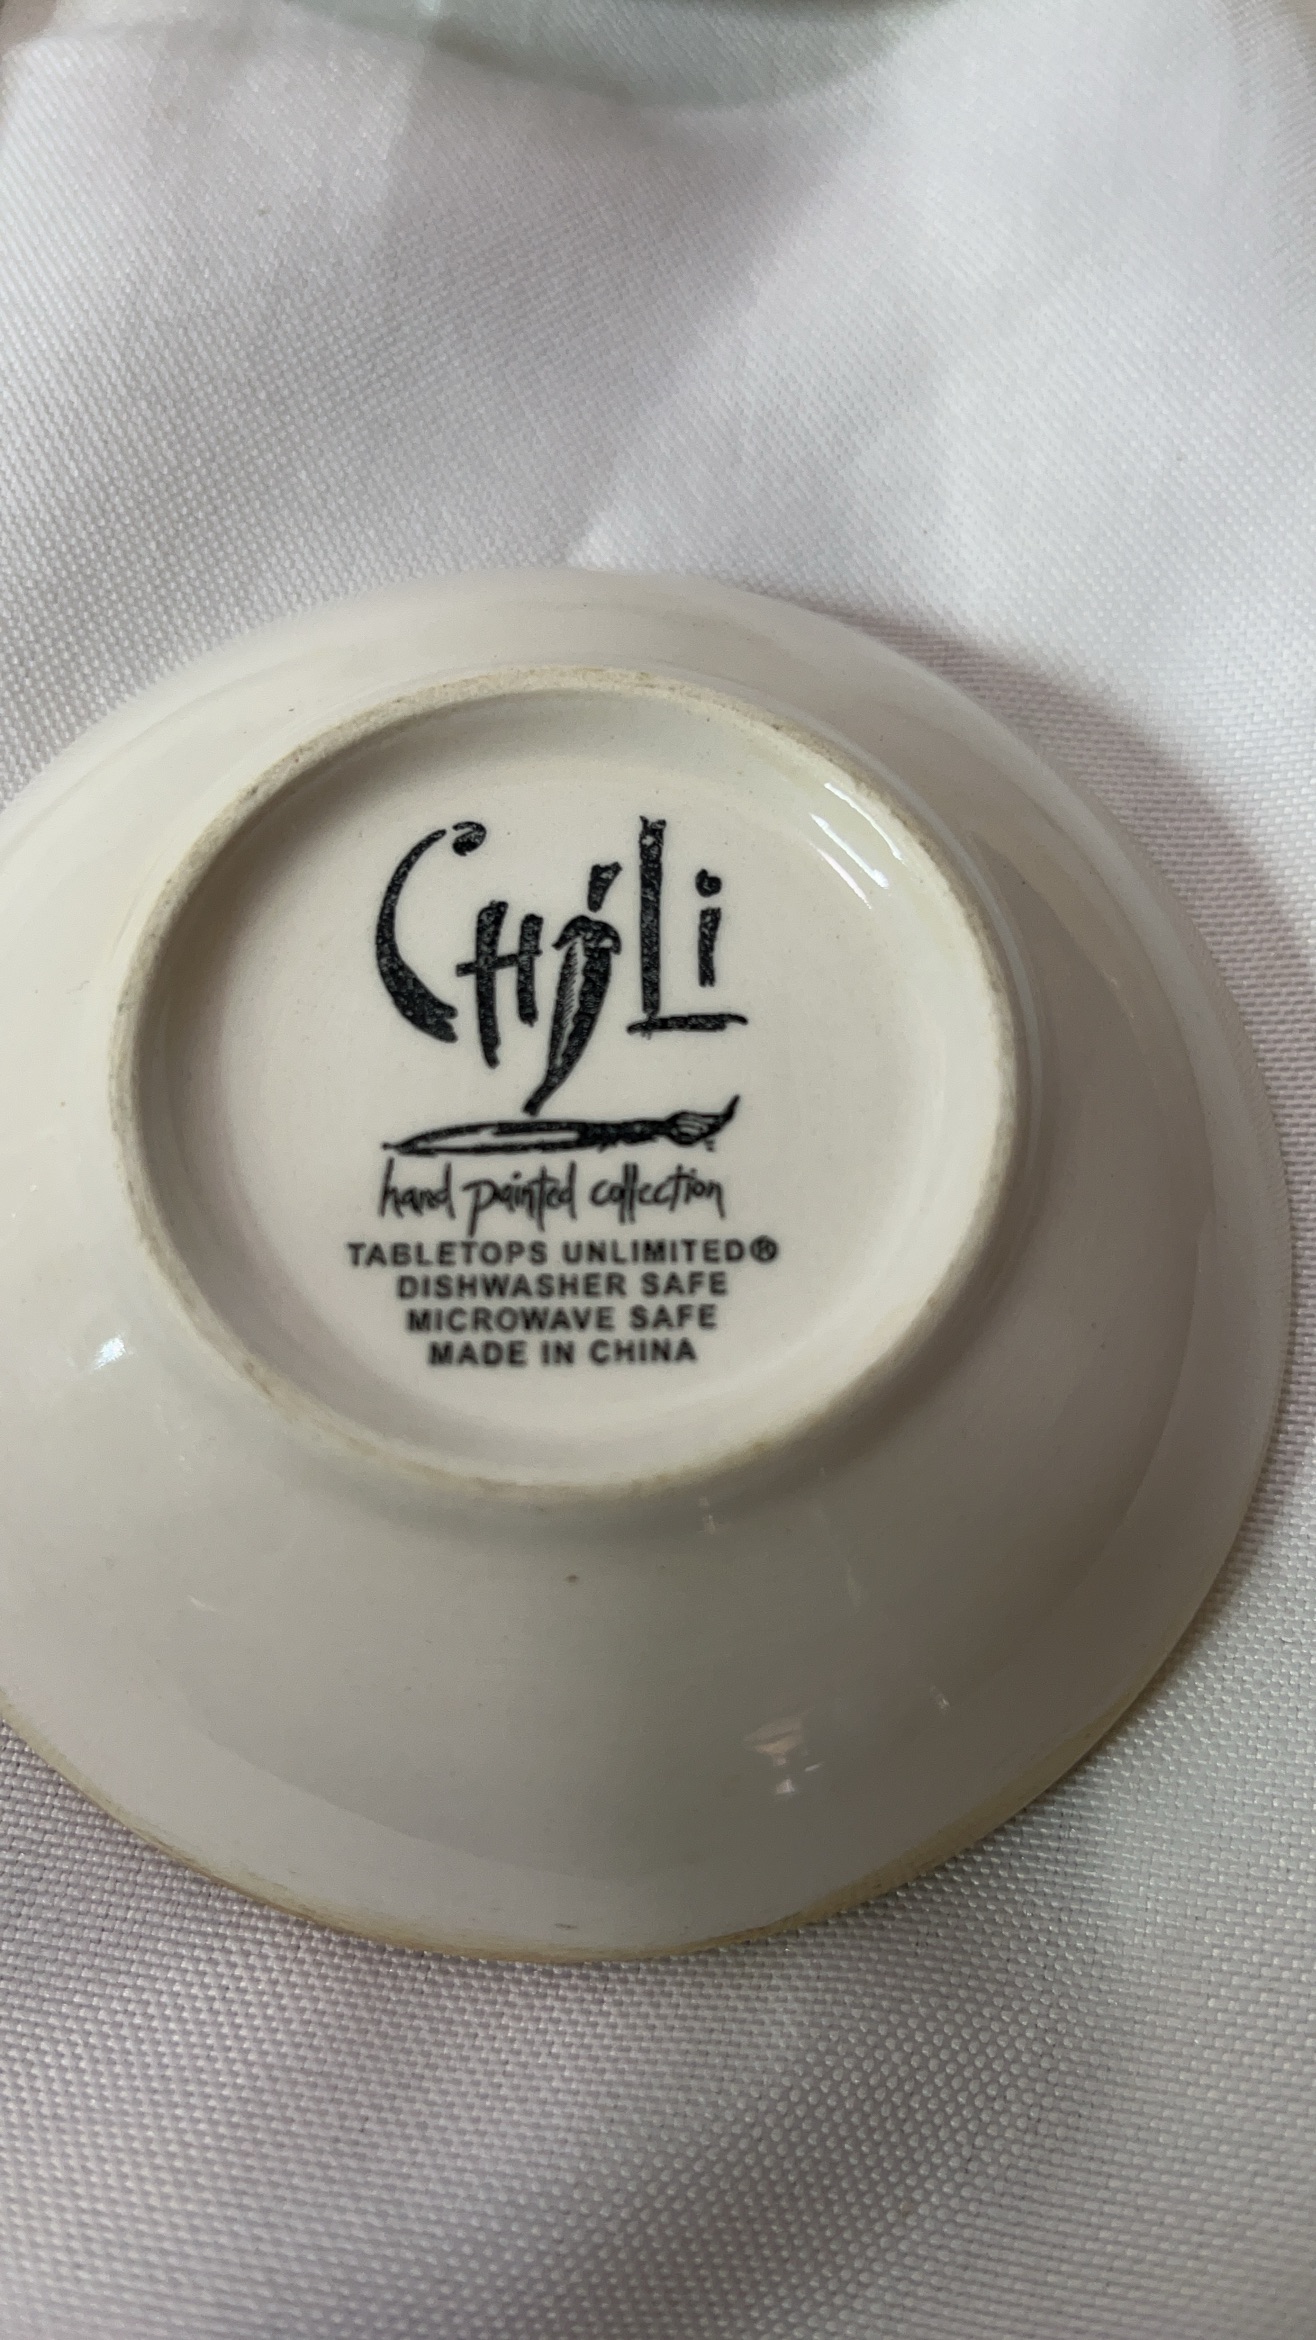 CHiLi
hand painted collection
TABLETOPS UNLIMITED®
DISHWASHER SAFE
MICROWAVE SAFE
MADE IN CHINA